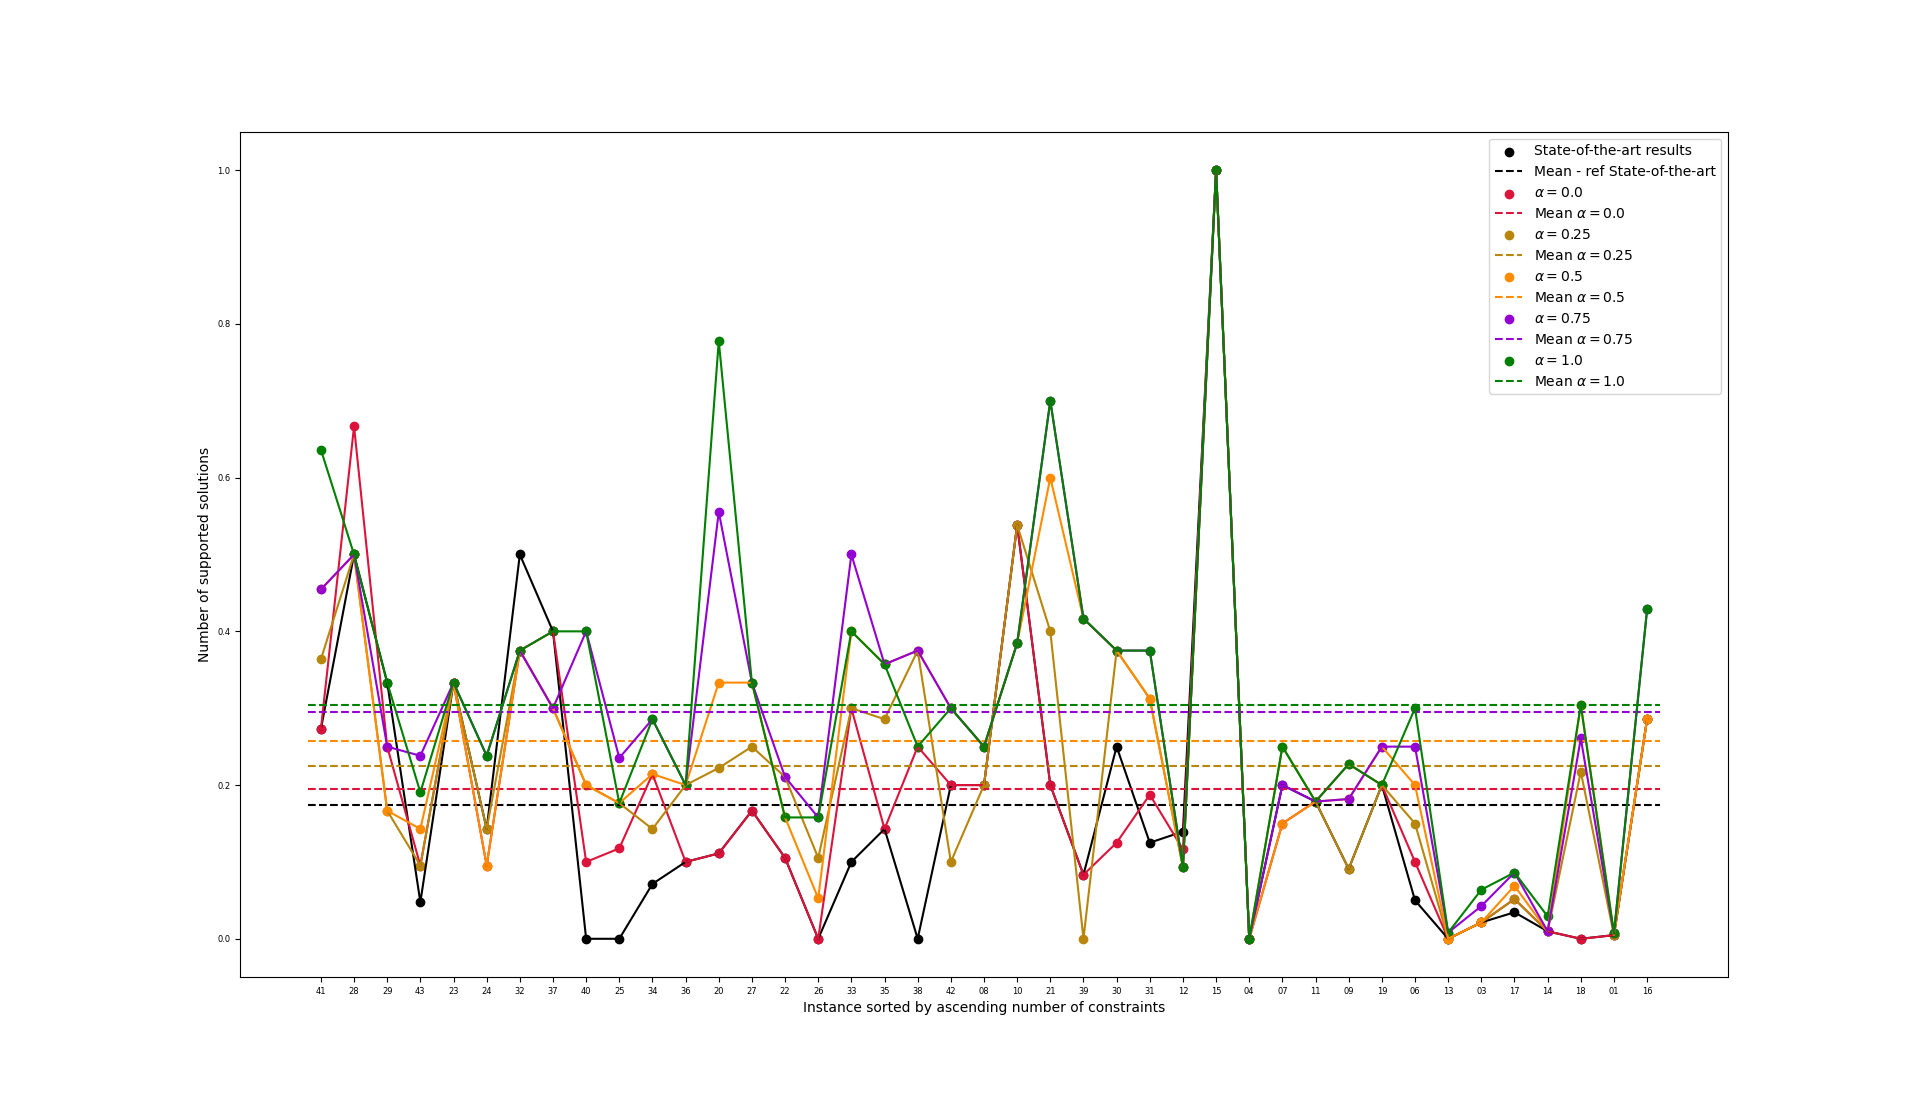 State-of-the-art results
Mean - ref State-of-the-art
α = 0.0
Mean α = 0.0
α = 0.25
Mean α = 0.25
α = 0.5
Mean α = 0.5
α = 0.75
Mean α = 0.75
α = 1.0
Mean α = 1.0
1.0
0.8
0.6
0.4
0.2
0.0
Number of supported solutions
41 28 29 43 23 24 32 37 40 25 34 36 20 27 22 26 33 35 38 42 08 10 21 39 30 31 12 15 04 07 11 09 19 06 13 03 17 14 18 01 16
Instance sorted by ascending number of constraints